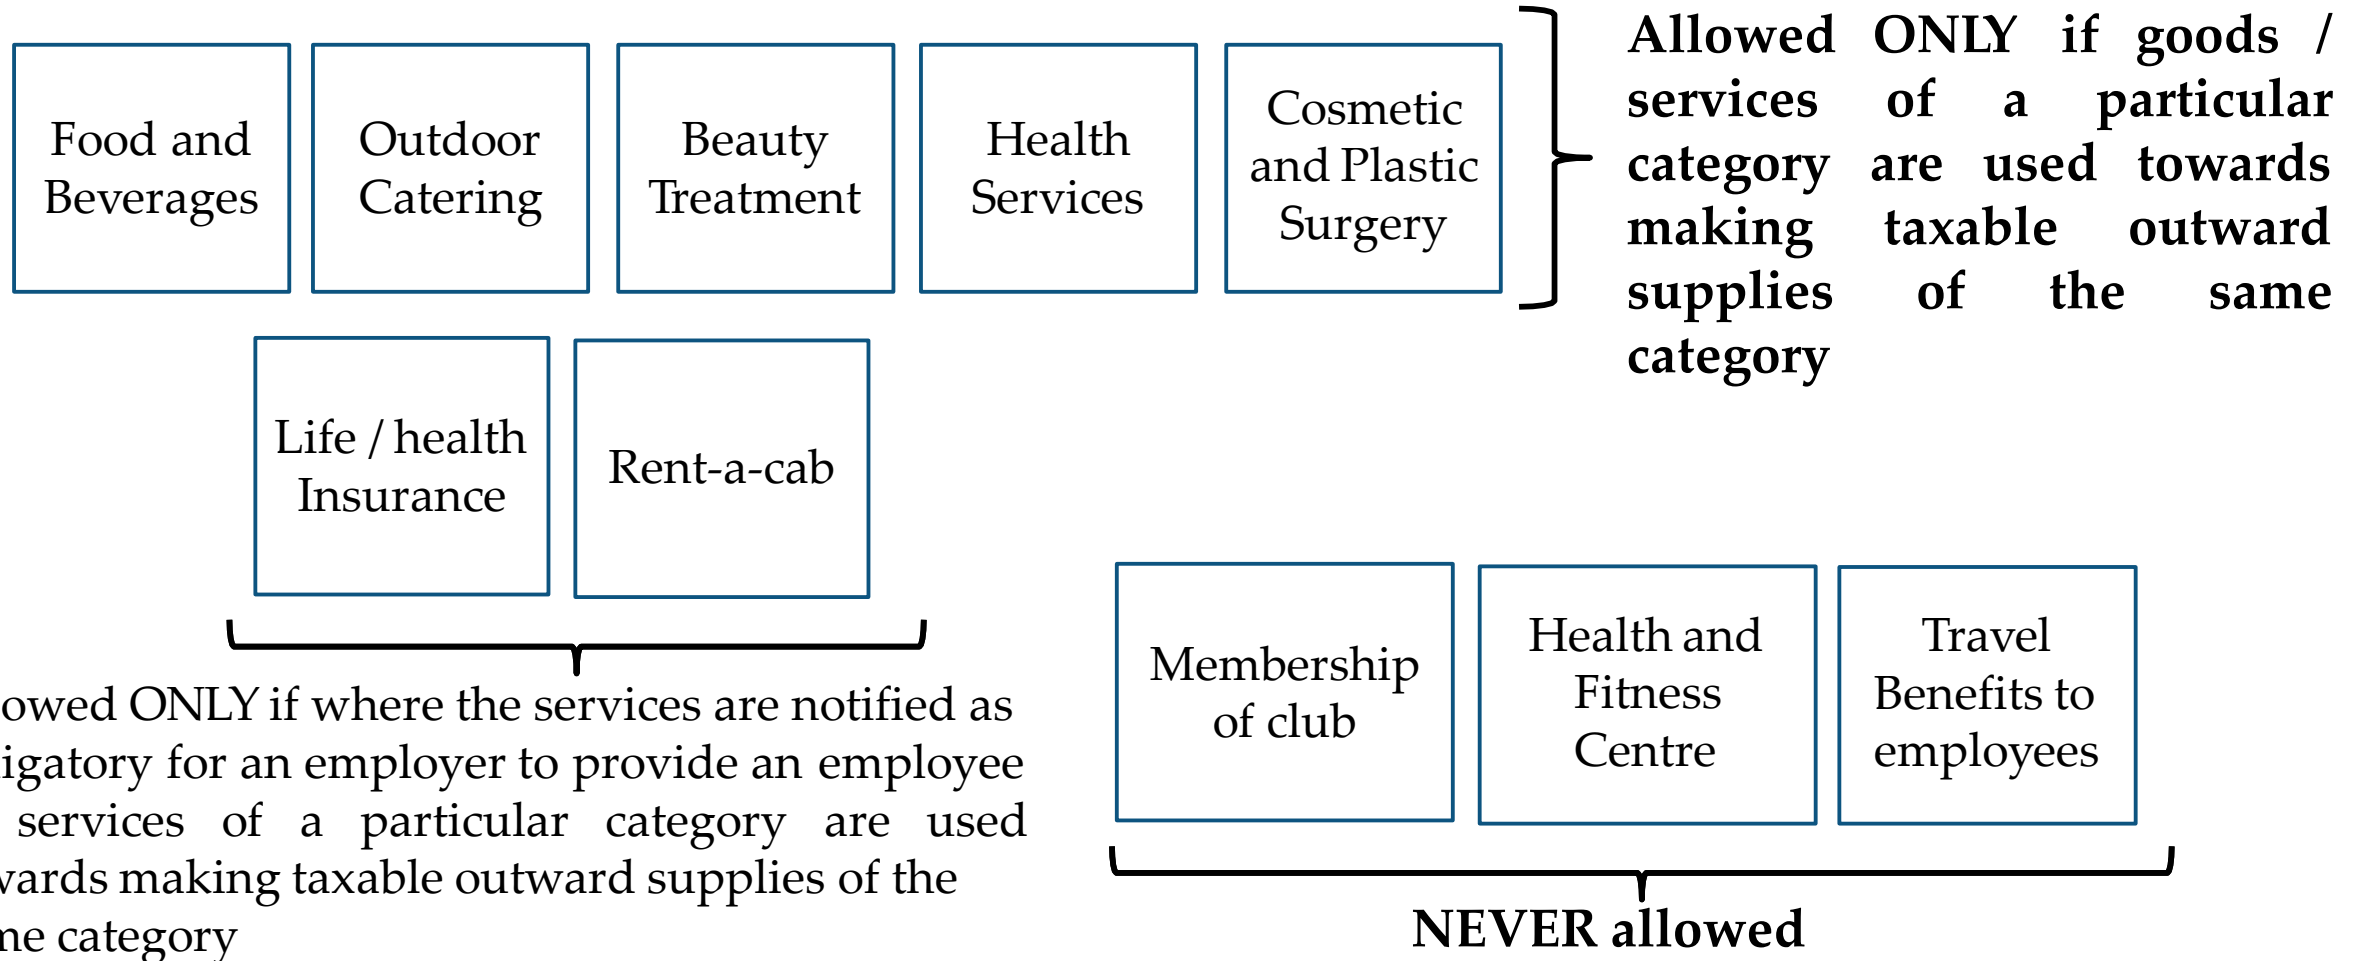 Food and
Beverages
Outdoor
Catering
Beauty
Treatment
Health
Services
Cosmetic
and Plastic
Surgery
Allowed ONLY if goods /
services of a particular
category are used towards
making taxable outward
supplies of the same
category
Life / health
Insurance
Rent-a-cab
owed ONLY if where the services are notified as
igatory for an employer to provide an employee
services of a particular category are used
wards making taxable outward supplies of the
me category
Membership
of club
Health and
Fitness
Centre
Travel
Benefits to
employees
NEVER allowed